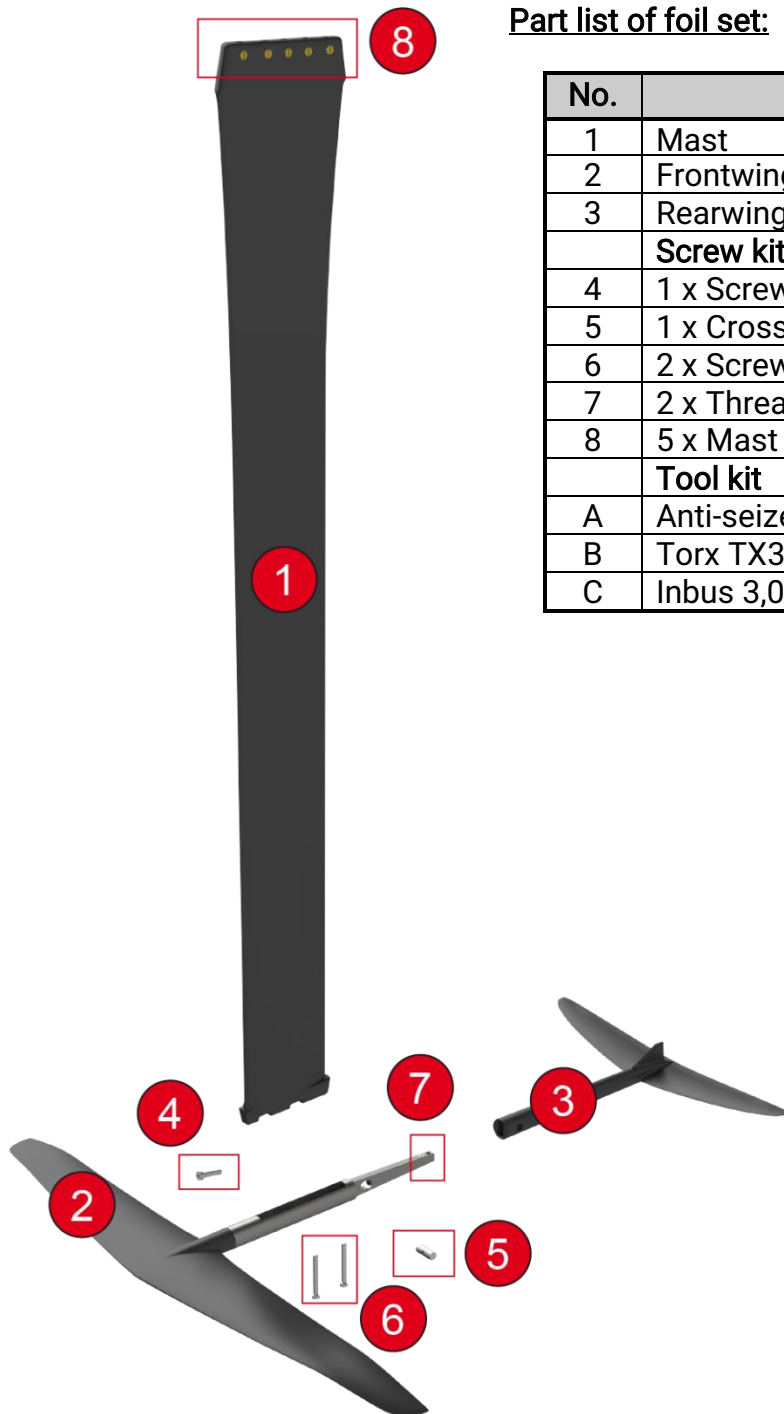 Part list of foil set:
No.
1 Mast
2 Frontwing
3 Rearwing
Screw kit
4 1 x Screw
5 1 x Cross
6 2 x Screw
7 2 x Threa
8 5 x Mast
Tool kit
A Anti-seize
B Torx TX3
C Inbus 3,0
8
1
7
4
3
2
5
6